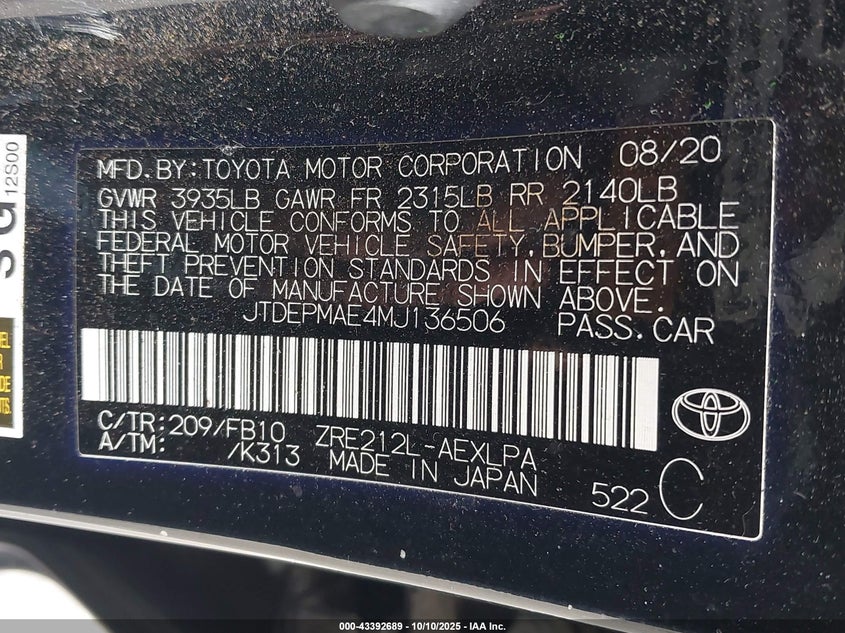 MFD.BY:TOYOTA MOTOR CORPORATION 08/20
GVWR 3935LB GAWR FR 2315LB RR 2140LB
THIS VEHICLE CONFORMS TO ALL APPLICABLE
FEDERAL MOTOR VEHICLE SAFETY,BUMPER,AND
THEFT PREVENTION STANDARDS IN EFFECT ON
THE DATE OF MANUFACTURE SHOWN ABOVE.
JTDEPMAE4MJ136506 PASS.CAR
C/TR:209/FB10 ZRE212L-AEXLPA
A/TM: /K313 MADE IN JAPAN
522 C
12S00
000-43392689 - 10/10/2025 - IAA Inc.